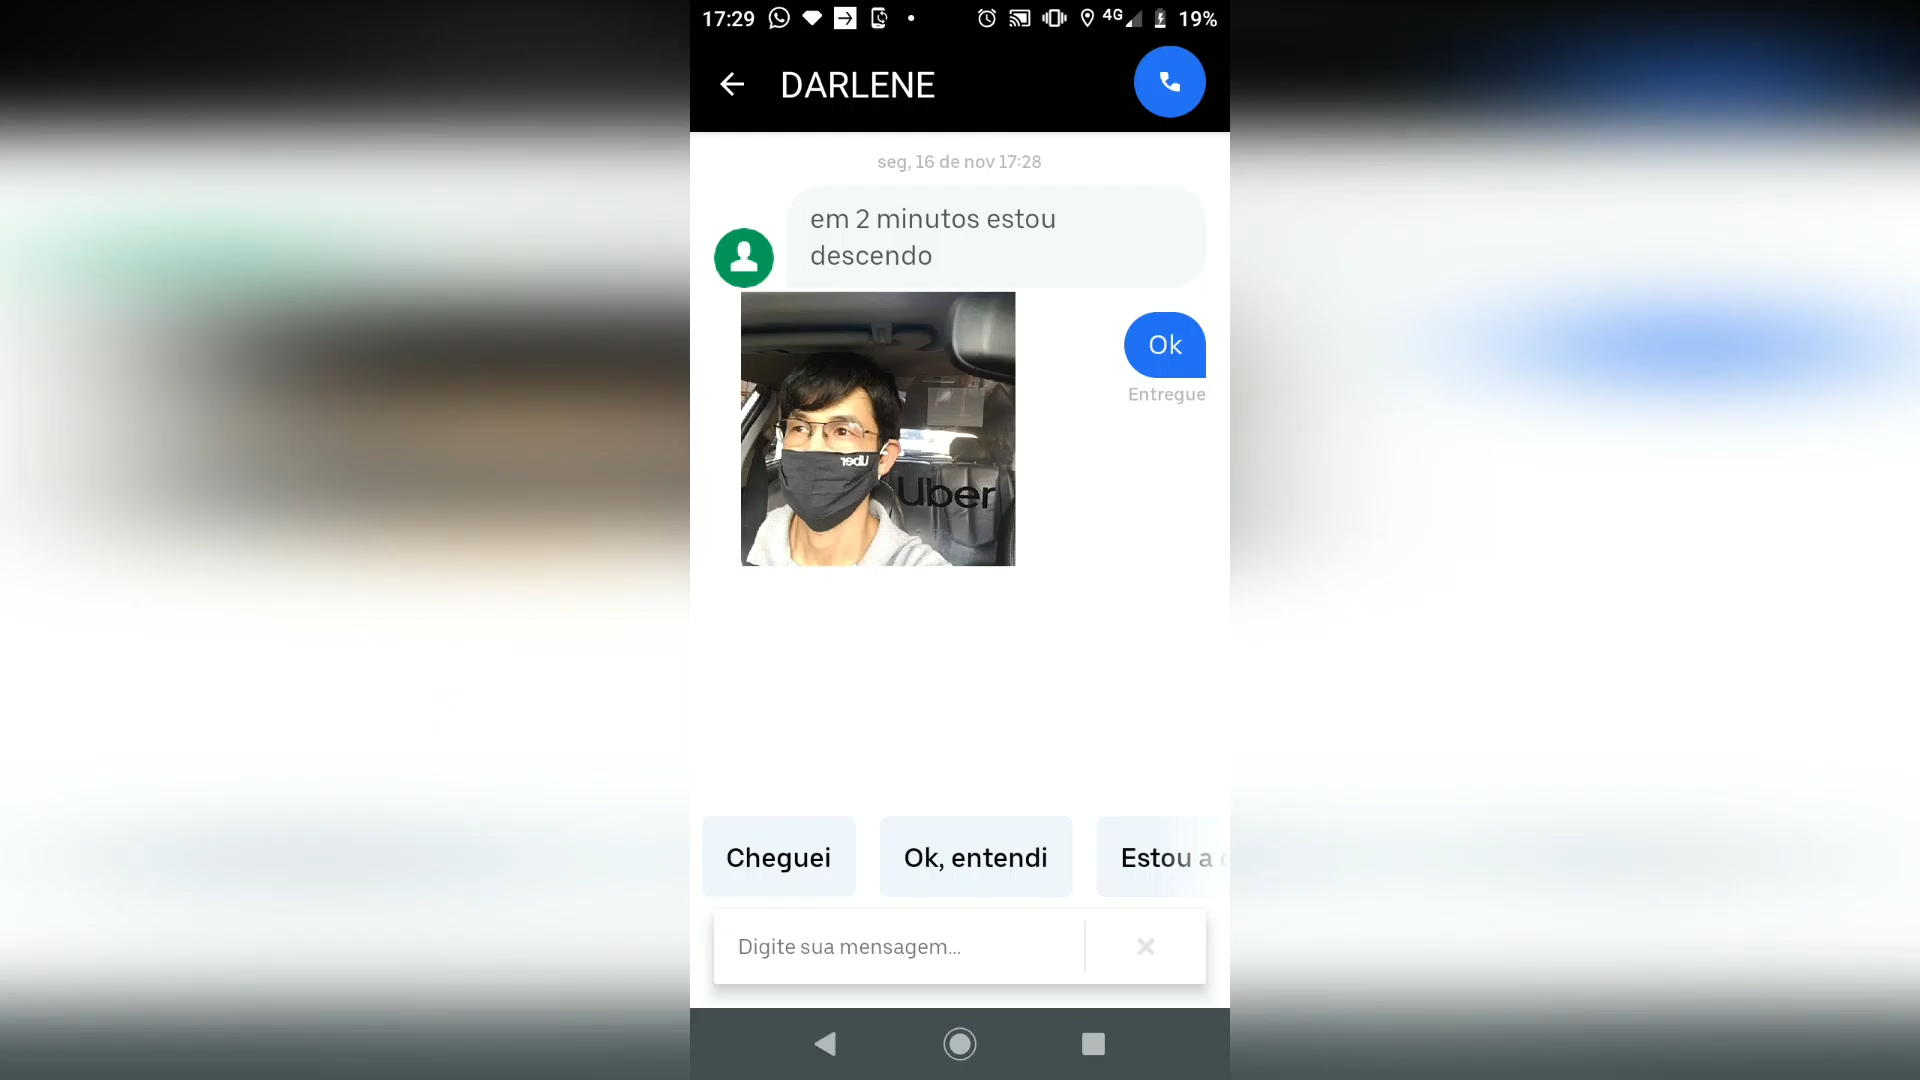 17:29 4G 19%
DARLENE
seg, 16 de nov 17:28
em 2 minutos estou
descendo
Ok
Entregue
Uber
Uber
Cheguei
Ok, entendi
Estou a
Digite sua mensagem...